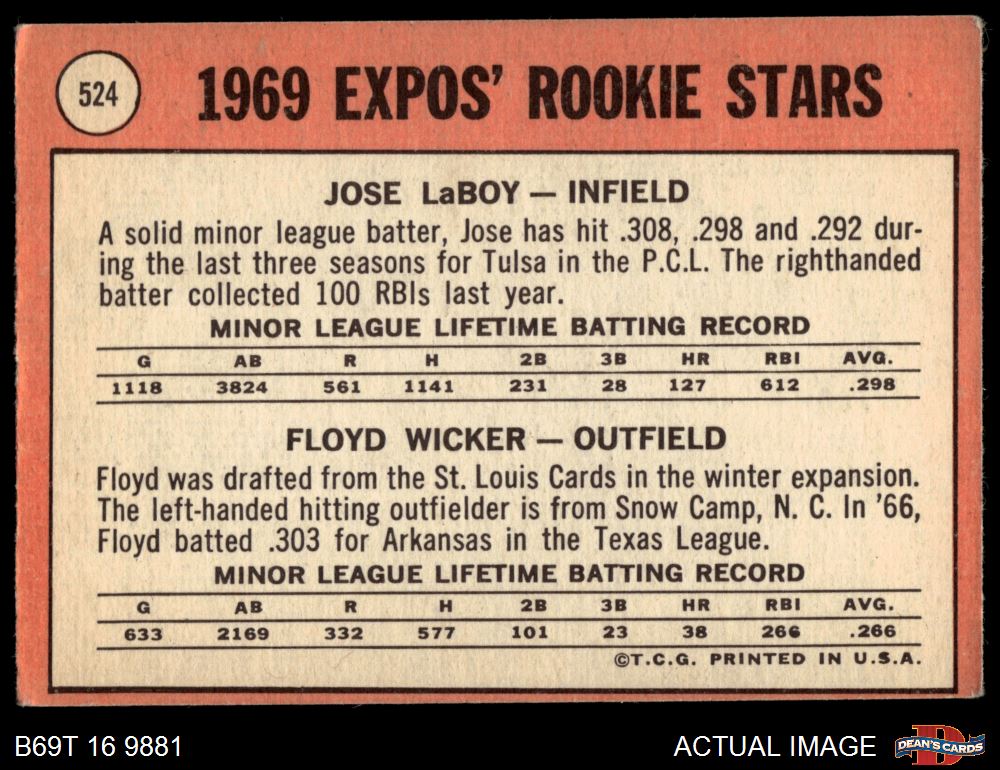 524
1969 EXPOS' ROOKIE STARS
JOSE LaBOY — INFIELD
A solid minor league batter, Jose has hit .308, .298 and .292 dur-
ing the last three seasons for Tulsa in the P.C.L. The righthanded
batter collected 100 RBIs last year.
MINOR LEAGUE LIFETIME BATTING RECORD
G AB R H 2B 3B HR RBI AVG.
1118 3824 561 1141 231 28 127 612 .298
FLOYD WICKER — OUTFIELD
Floyd was drafted from the St. Louis Cards in the winter expansion.
The left-handed hitting outfielder is from Snow Camp, N. C. In '66,
Floyd batted .303 for Arkansas in the Texas League.
MINOR LEAGUE LIFETIME BATTING RECORD
G AB R H 2B 3B HR RBI AVG.
633 2169 332 577 101 23 38 266 .266
©T.C.G. PRINTED IN U.S.A.
B69T 16 9881
ACTUAL IMAGE
D
DEAN'S CARDS